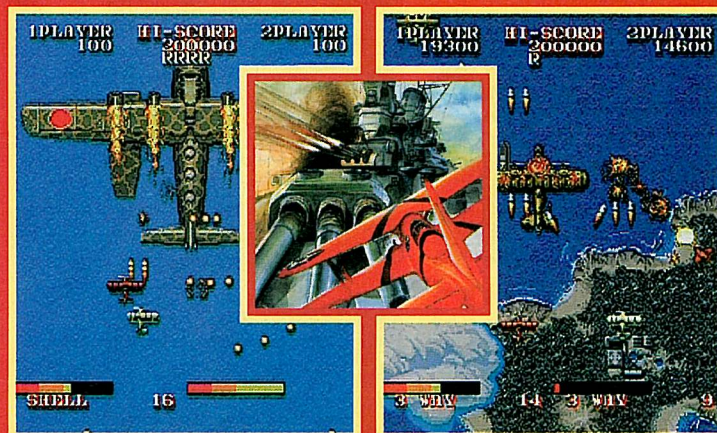 1PLAYER HI-SCORE 2PLAYER
100 200000 100
RRRR
SHELL 16
1PLAYER HI-SCORE 2PLAYER
19300 200000 14600
R
3 WAY 14 3 WAY 9